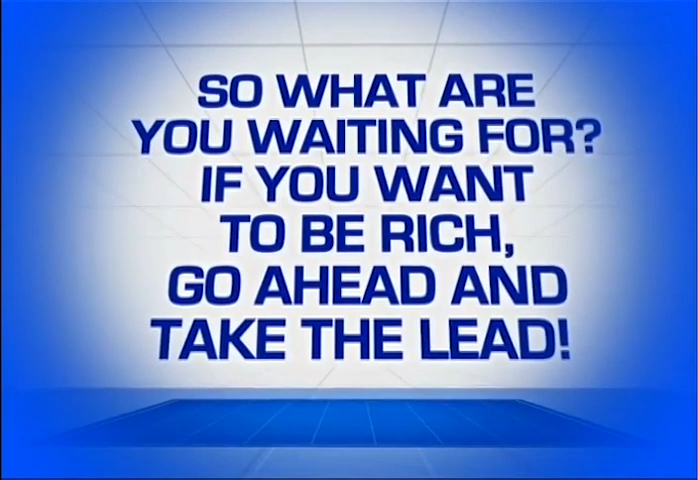 SO WHAT ARE
YOU WAITING FOR?
IF YOU WANT
TO BE RICH,
GO AHEAD AND
TAKE THE LEAD!